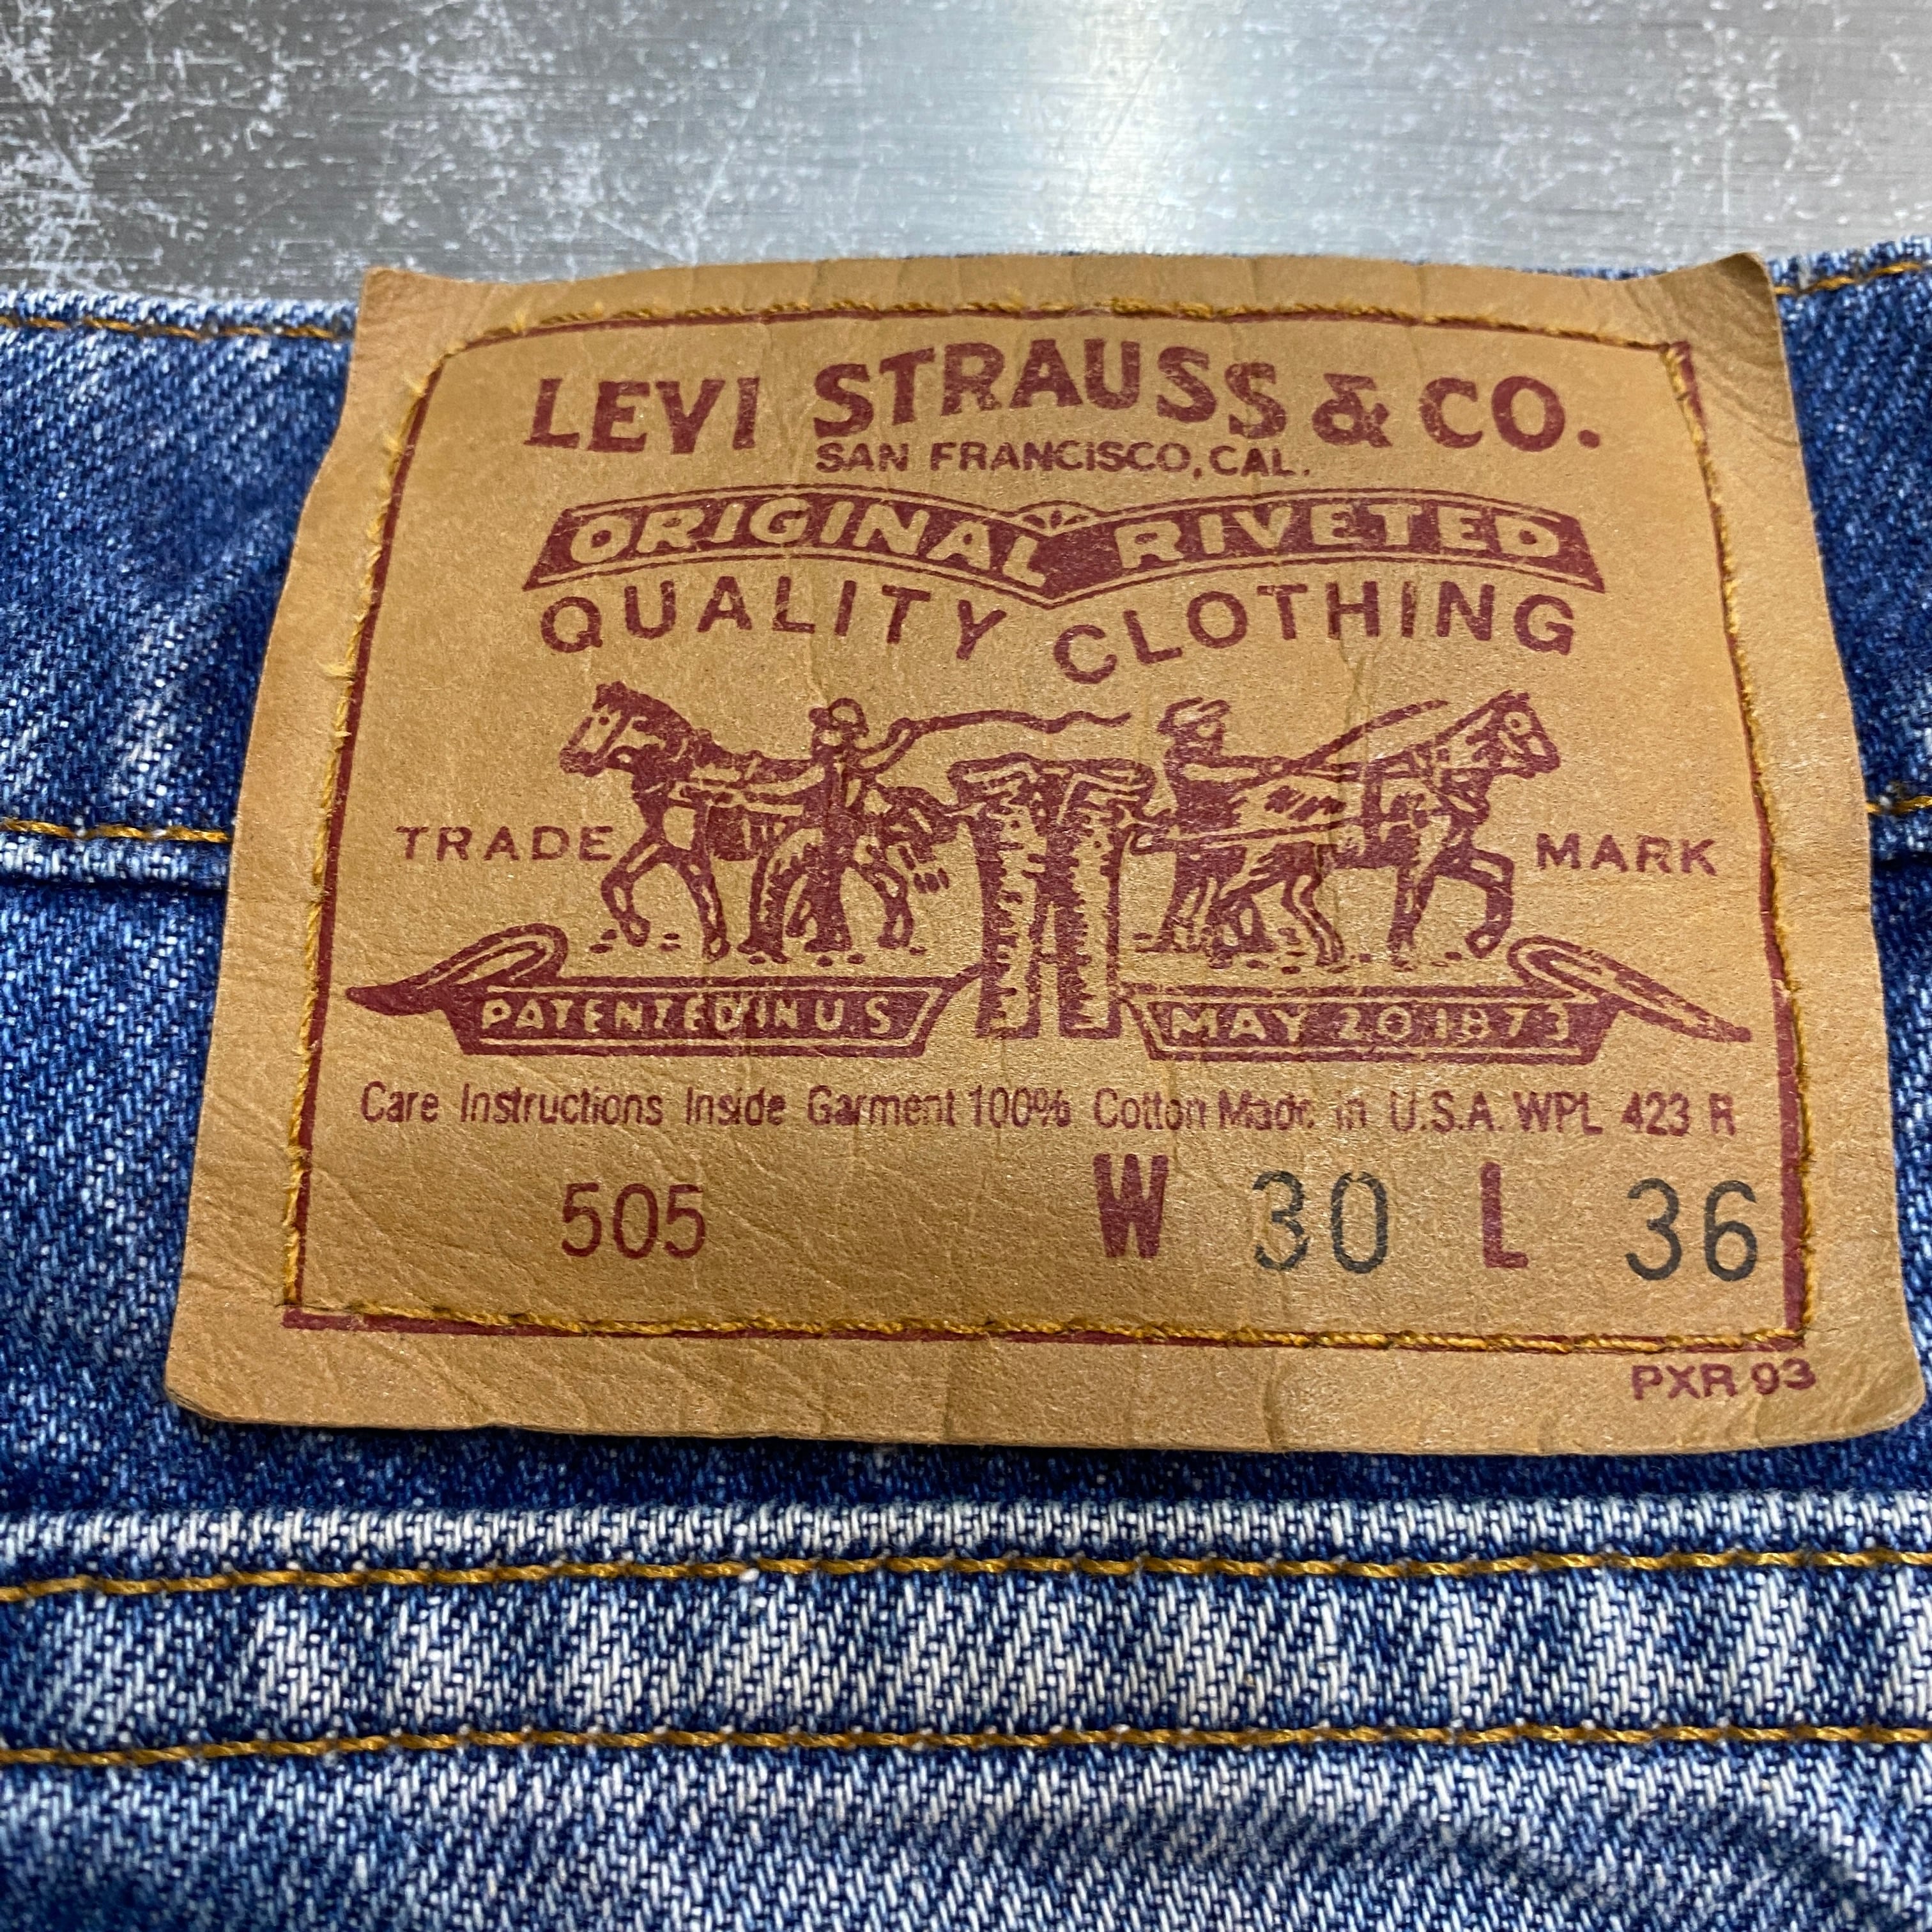 LEVI STRAUSS & CO.
SAN FRANCISCO, CAL.
ORIGINAL RIVETED
QUALITY CLOTHING
TRADE MARK
PATENTED IN U S MAY 20 1873
Care Instructions Inside Garment 100% Cotton Made in U.S.A. WPL 423 R
505 W 30 L 36
PXR 93